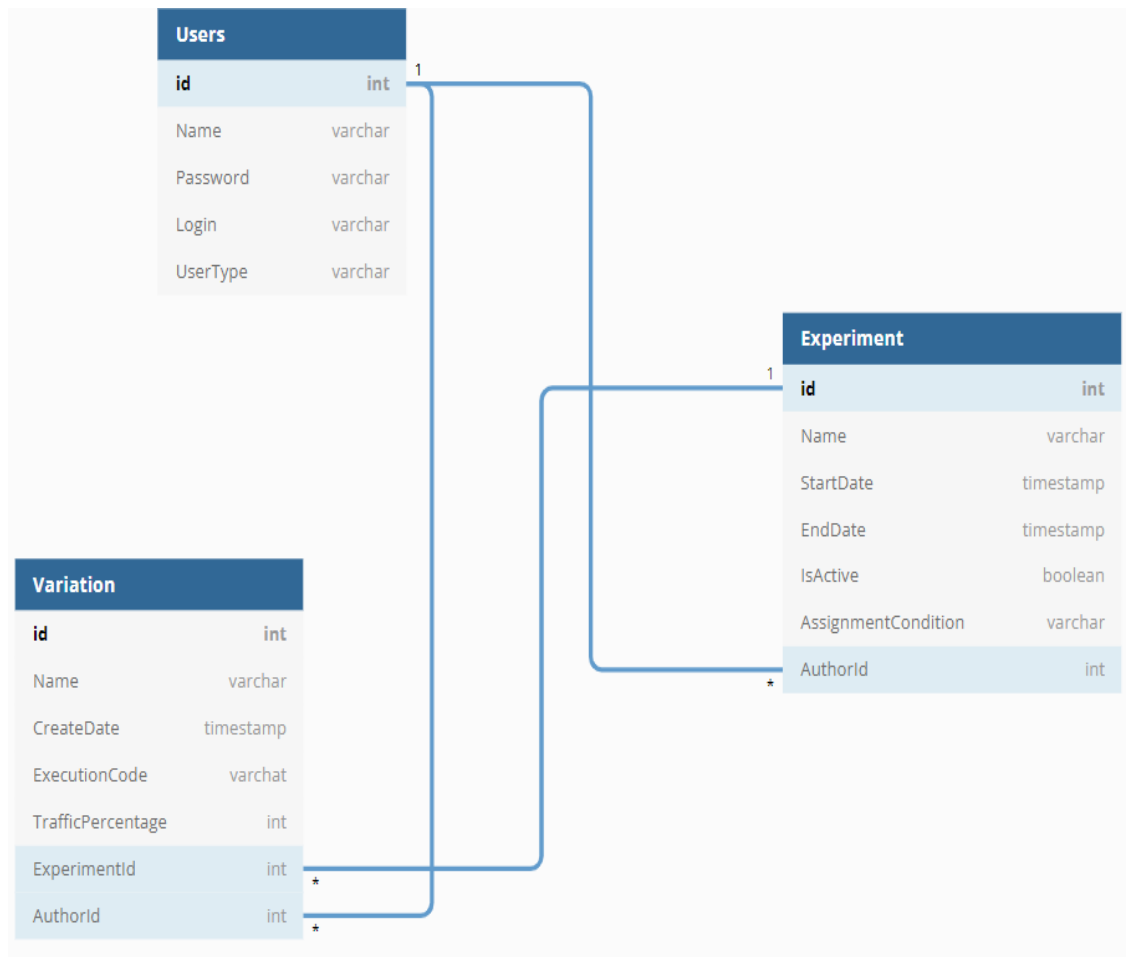 Users
1
id int
Name varchar
Password varchar
Login varchar
UserType varchar
Experiment
1
id int
Name varchar
StartDate timestamp
EndDate timestamp
IsActive boolean
AssignmentCondition varchar
AuthorId int
*
Variation
id int
Name varchar
CreateDate timestamp
ExecutionCode varchat
TrafficPercentage int
ExperimentId int
*
AuthorId int
*